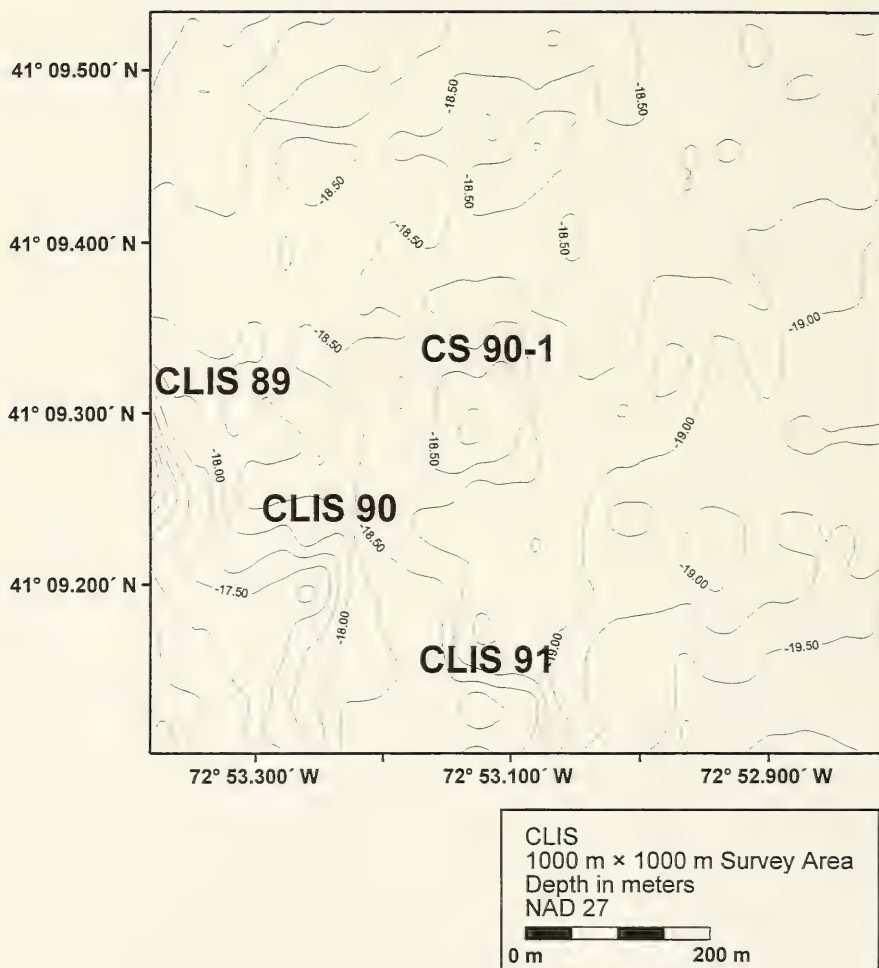 41° 09.500´ N
-18.50
-18.50
-18.50
-18.50
41° 09.400´ N
-18.50
-18.50
-19.00
-18.50
CS 90-1
CLIS 89
41° 09.300´ N
-19.00
-18.50
-18.00
CLIS 90
-18.50
-19.00
41° 09.200´ N
-17.50
-18.00
-19.00
-19.50
CLIS 91
72° 53.300´ W
72° 53.100´ W
72° 52.900´ W
CLIS
1000 m × 1000 m Survey Area
Depth in meters
NAD 27
0 m
200 m